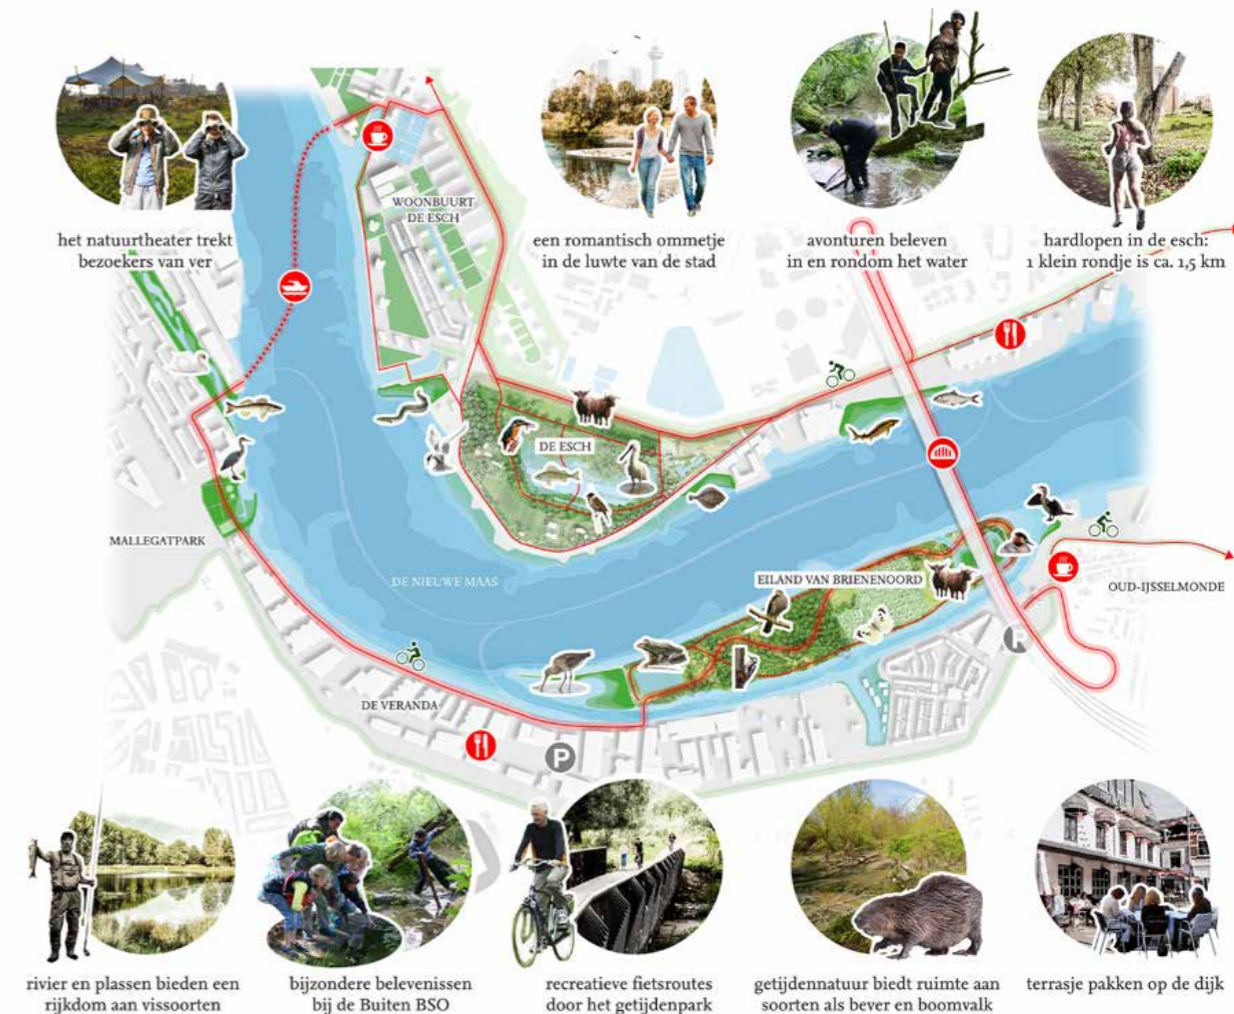 het natuurtheater trekt
bezoekers van ver
een romantisch ommetje
in de luwte van de stad
avonturen beleven
in en rondom het water
hardlopen in de esch:
1 klein rondje is ca. 1,5 km
WOONBUURT
DE ESCH
DE ESCH
MALLEGATPARK
DE NIEUWE MAAS
EILAND VAN BRIENENOORD
OUD-IJSSELMONDE
DE VERANDA
P
P
rivier en plassen bieden een
rijkdom aan vissoorten
bijzondere belevenissen
bij de Buiten BSO
recreatieve fietsroutes
door het getijdenpark
getijdennatuur biedt ruimte aan
soorten als bever en boomvalk
terrasje pakken op de dijk